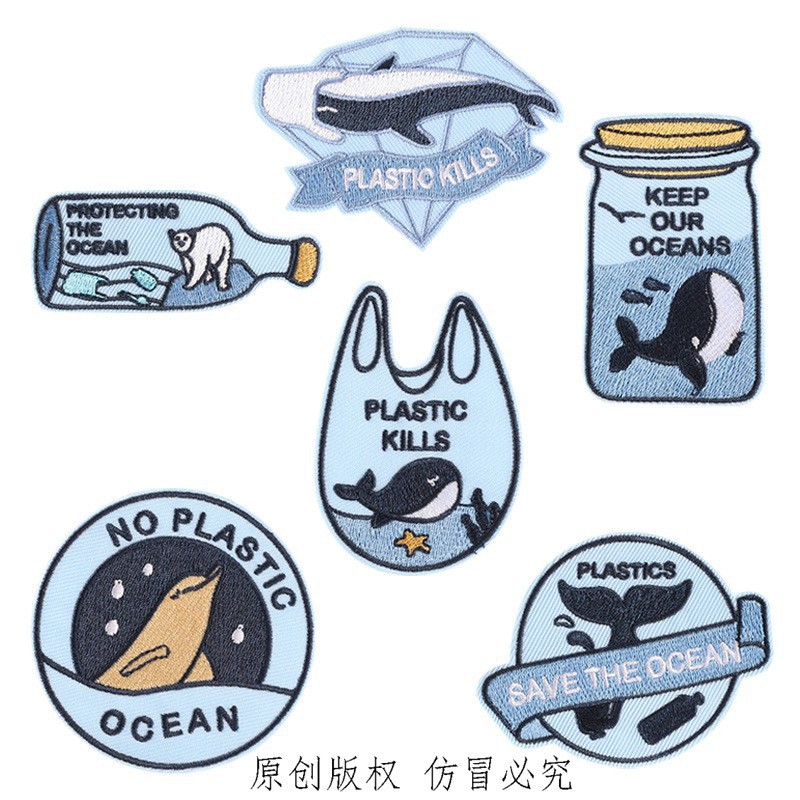 PLASTIC KILLS
PROTECTING
THE
OCEAN
KEEP
OUR
OCEANS
PLASTIC
KILLS
NO PLASTIC
OCEAN
PLASTICS
SAVE THE OCEAN
原创版权 仿冒必究